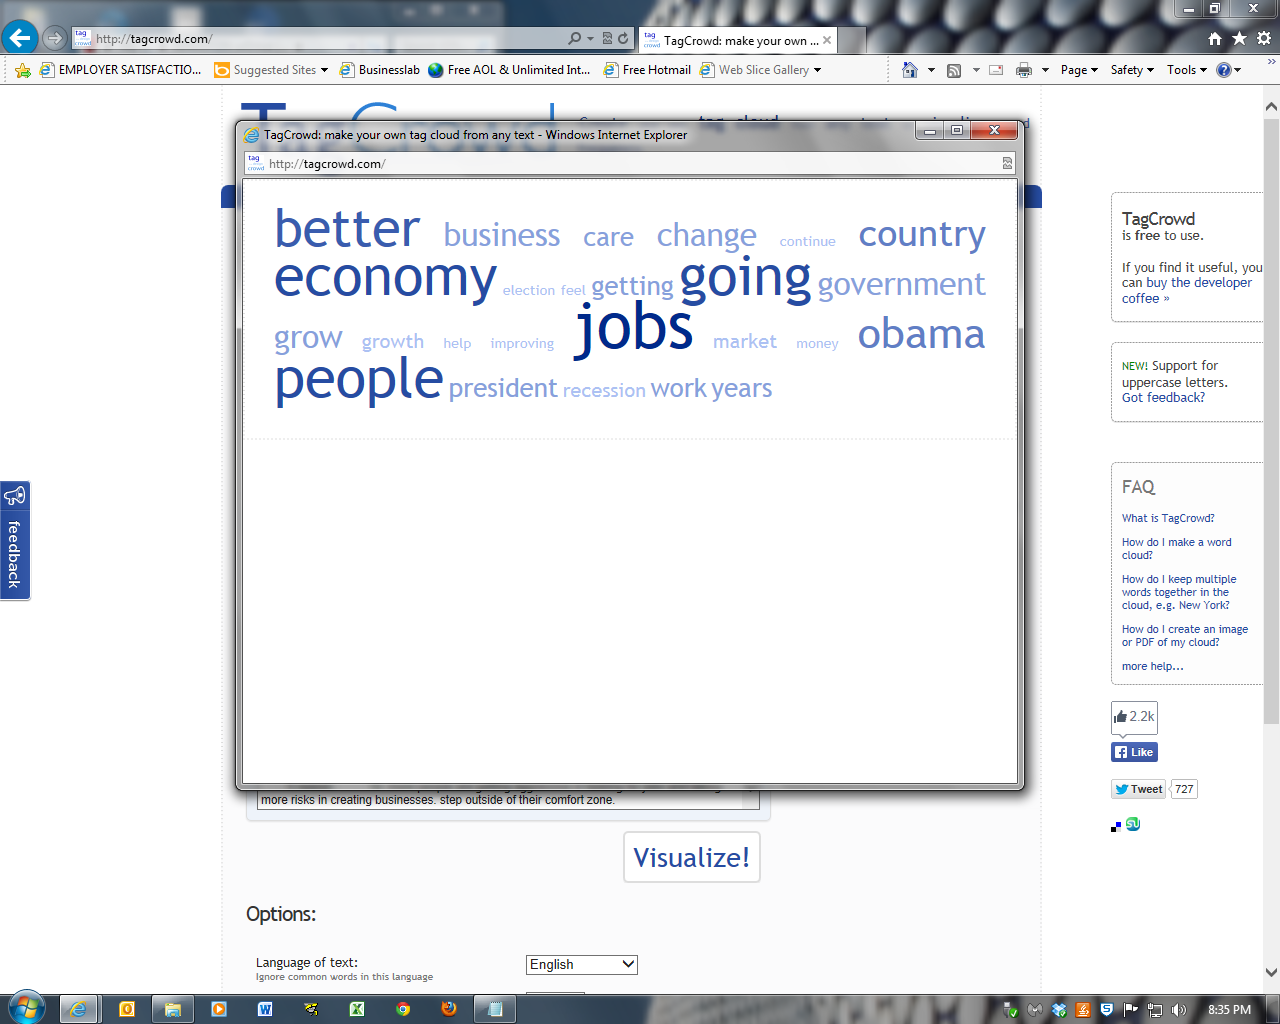 http://tagcrowd.com/
TagCrowd: make your own ...
EMPLOYER SATISFACTIO... Suggested Sites Businesslab Free AOL & Unlimited Int... Free Hotmail Web Slice Gallery Page Safety Tools
TagCrowd: make your own tag cloud from any text - Windows Internet Explorer
http://tagcrowd.com/
better business care change continue country
economy election feel getting going government
grow growth help improving jobs market money obama
people president recession work years
TagCrowd
is free to use.
If you find it useful, you
can buy the developer
coffee »
NEW! Support for
uppercase letters.
Got feedback?
feedback
FAQ
What is TagCrowd?
How do I make a word
cloud?
How do I keep multiple
words together in the
cloud, e.g. New York?
How do I create an image
or PDF of my cloud?
more help...
2.2k
Like
Tweet 727
more risks in creating businesses. step outside of their comfort zone.
Visualize!
Options:
Language of text:
Ignore common words in this language
English
8:35 PM